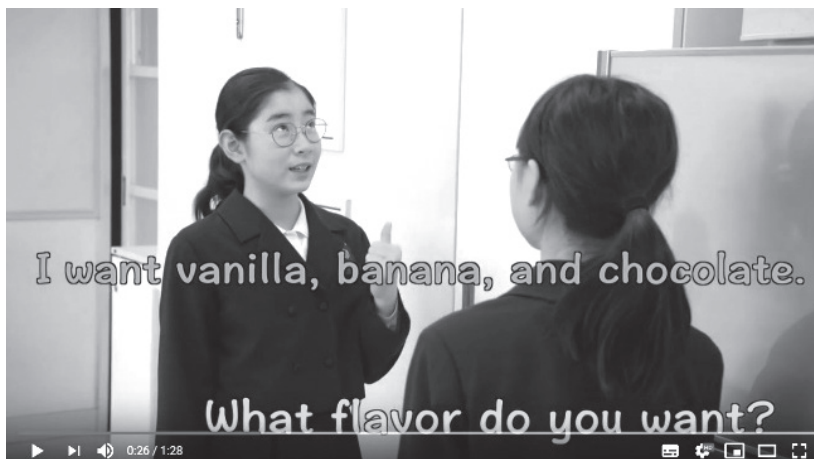 I want vanilla, banana, and chocolate.
What flavor do you want?
0:26 / 1:28